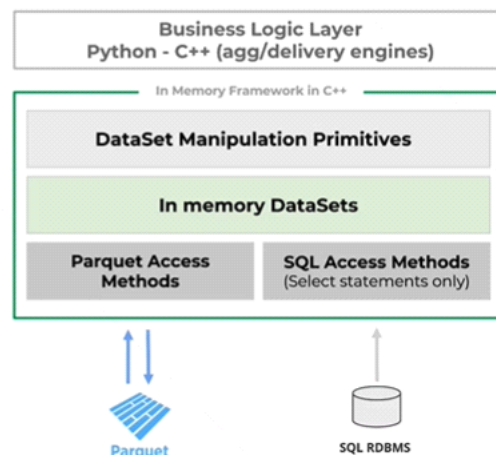 Business Logic Layer
Python - C++ (agg/delivery engines)
In Memory Framework in C++
DataSet Manipulation Primitives
In memory DataSets
Parquet Access
Methods
SQL Access Methods
(Select statements only)
Parquet
SQL RDBMS